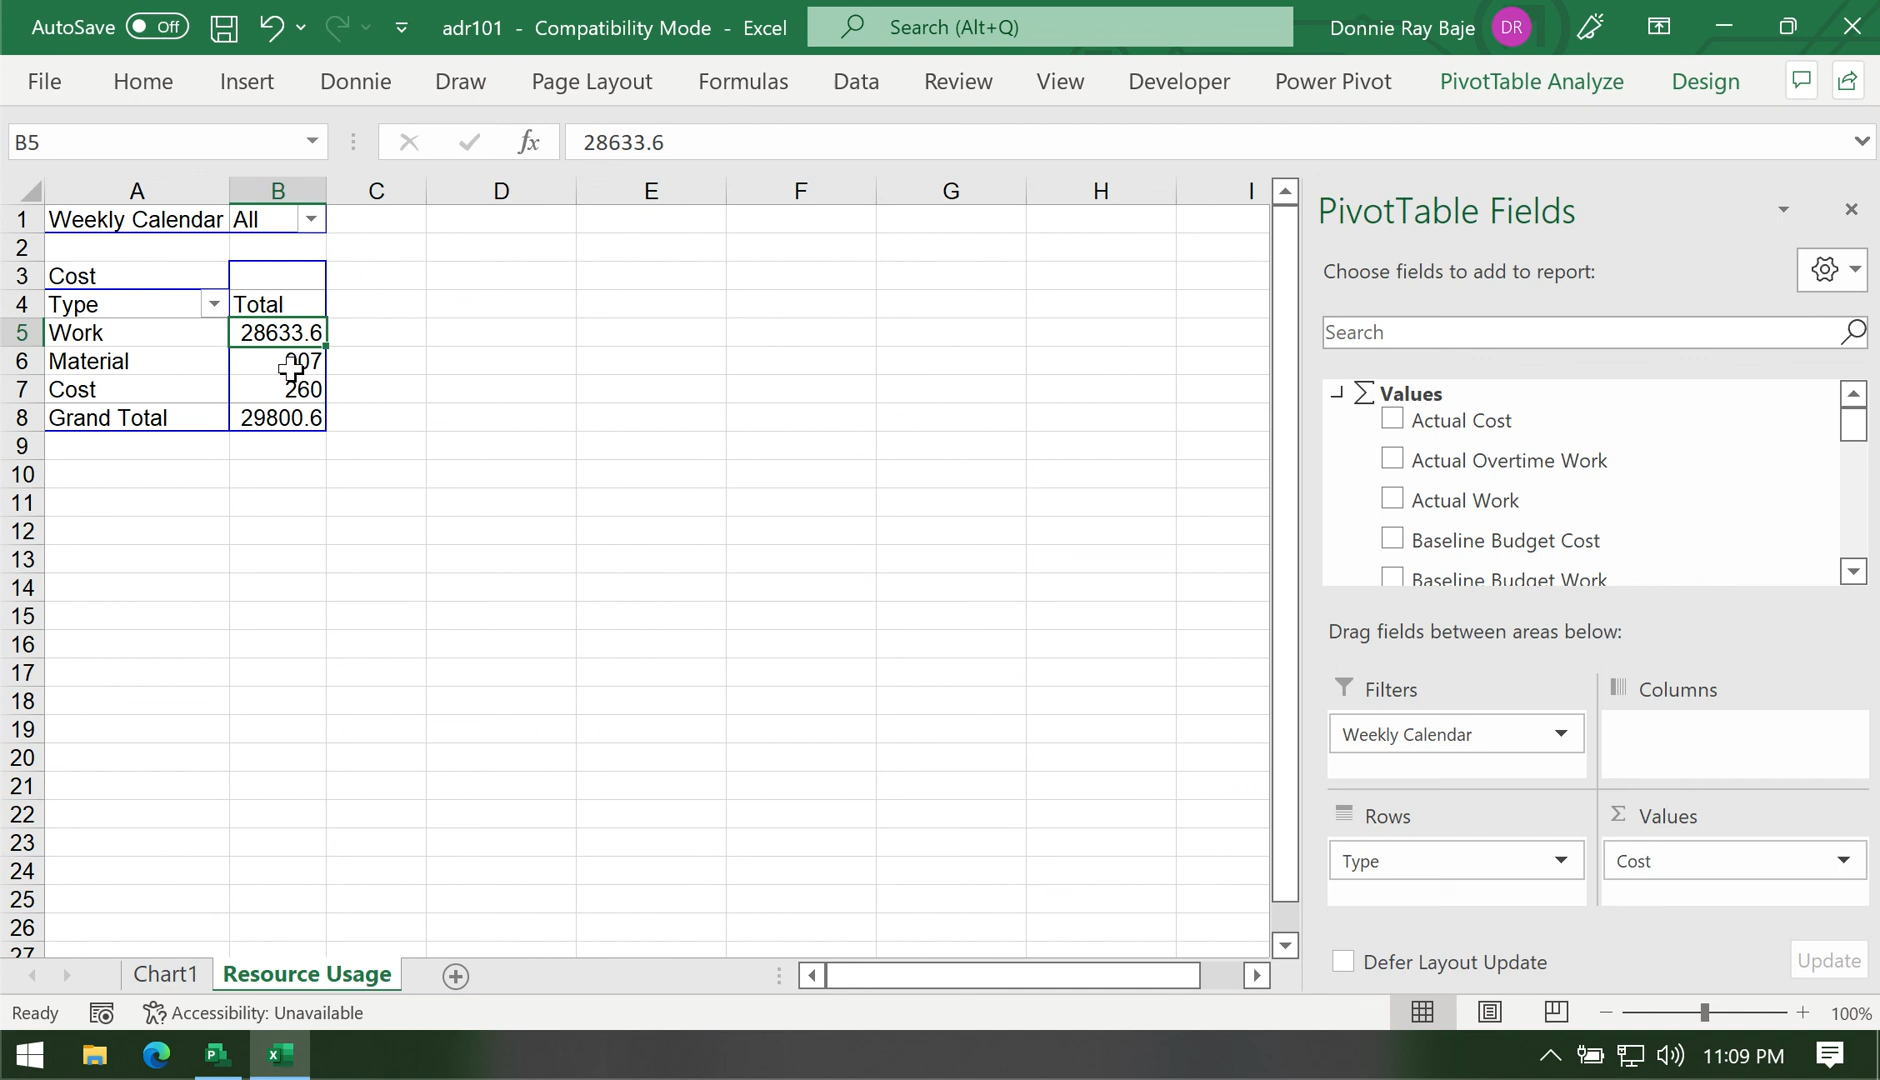 AutoSave Off adr101 - Compatibility Mode - Excel Search (Alt+Q) Donnie Ray Baje DR
File Home Insert Donnie Draw Page Layout Formulas Data Review View Developer Power Pivot PivotTable Analyze Design
B5 fx 28633.6
A B C D E F G H I
1 Weekly Calendar All
2
3 Cost
4 Type Total
5 Work 28633.6
6 Material
7 Cost 260
8 Grand Total 29800.6
9
10
11
12
13
14
15
16
17
18
19
20
21
22
23
24
25
26
27
PivotTable Fields
Choose fields to add to report:
Search
Σ Values
Actual Cost
Actual Overtime Work
Actual Work
Baseline Budget Cost
Baseline Budget Work
Drag fields between areas below:
Filters Columns
Weekly Calendar
Rows Σ Values
Type Cost
Defer Layout Update Update
Chart1 Resource Usage
Ready Accessibility: Unavailable 100%
11:09 PM